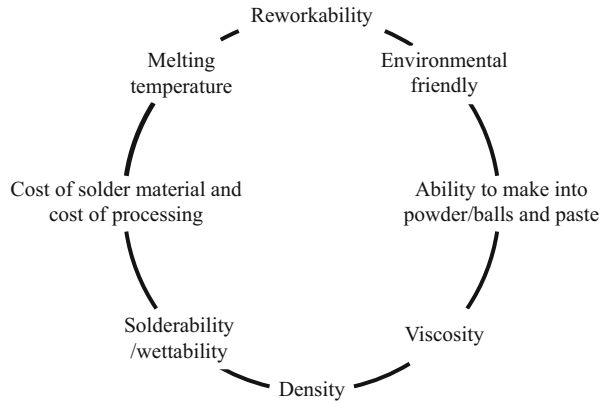 Reworkability
Melting
temperature
Environmental
friendly
Cost of solder material and
cost of processing
Ability to make into
powder/balls and paste
Solderability
/wettability
Viscosity
Density